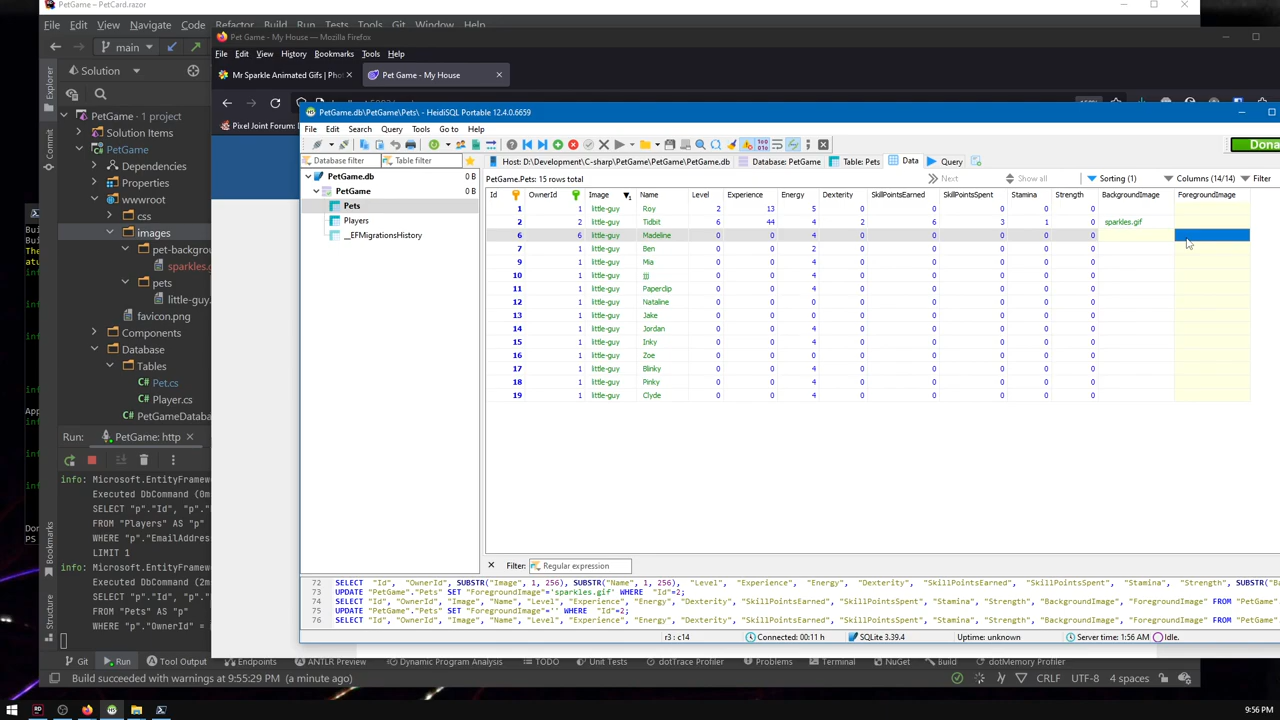 PetGame – PetCard.razor
File Edit View Navigate Code Refactor Build Run Tests Tools Git Window Help
main
Pet Game - My House — Mozilla Firefox
File Edit View History Bookmarks Tools Help
Mr Sparkle Animated Gifs | Phot
Pet Game - My House
Pixel Joint Forum:
Explorer
Commit
Bookmarks
Structure
Solution
PetGame · 1 project
Solution Items
PetGame
Dependencies
Properties
wwwroot
css
images
pet-backgrou
sparkles.g
pets
little-guy.
favicon.png
Components
Database
Tables
Pet.cs
Player.cs
PetGameDatabas
Run: PetGame: http
info: Microsoft.EntityFramew
Executed DbCommand (0m
SELECT "p"."Id", "p".
FROM "Players" AS "p"
WHERE "p"."EmailAddre
LIMIT 1
info: Microsoft.EntityFramew
Executed DbCommand (2m
SELECT "p"."Id", "p".
FROM "Pets" AS "p"
WHERE "p"."OwnerId" =
PetGame.db\PetGame\Pets\ - HeidiSQL Portable 12.4.0.6659
File Edit Search Query Tools Go to Help
Dona
Database filter Table filter
Host: D:\Development\C-sharp\PetGame\PetGame\PetGame.db Database: PetGame Table: Pets Data Query
PetGame.db 0 B
PetGame 0 B
Pets
Players
__EFMigrationsHistory
PetGame.Pets: 15 rows total Next Show all Sorting (1) Columns (14/14) Filter
Id OwnerId Image Name Level Experience Energy Dexterity SkillPointsEarned SkillPointsSpent Stamina Strength BackgroundImage ForegroundImage
1 1 little-guy Roy 2 13 5 0 0 0 0 0
2 2 little-guy Tidbit 6 44 4 2 6 3 1 0 sparkles.gif
6 6 little-guy Madeline 0 0 4 0 0 0 0 0
7 1 little-guy Ben 0 0 2 0 0 0 0 0
9 1 little-guy Mia 0 0 4 0 0 0 0 0
10 1 little-guy jjj 0 0 4 0 0 0 0 0
11 1 little-guy Paperclip 0 0 4 0 0 0 0 0
12 1 little-guy Nataline 0 0 0 0 0 0 0 0
13 1 little-guy Jake 0 0 0 0 0 0 0 0
14 1 little-guy Jordan 0 0 4 0 0 0 0 0
15 1 little-guy Inky 0 0 4 0 0 0 0 0
16 1 little-guy Zoe 0 0 0 0 0 0 0 0
17 1 little-guy Blinky 0 0 4 0 0 0 0 0
18 1 little-guy Pinky 0 0 4 0 0 0 0 0
19 1 little-guy Clyde 0 0 4 0 0 0 0 0
Filter: Regular expression
72 SELECT "Id", "OwnerId", SUBSTR("Image", 1, 256), SUBSTR("Name", 1, 256), "Level", "Experience", "Energy", "Dexterity", "SkillPointsEarned", "SkillPointsSpent", "Stamina", "Strength", SUBSTR("Ba
73 UPDATE "PetGame"."Pets" SET "ForegroundImage"='sparkles.gif' WHERE "Id"=2;
74 SELECT "Id", "OwnerId", "Image", "Name", "Level", "Experience", "Energy", "Dexterity", "SkillPointsEarned", "SkillPointsSpent", "Stamina", "Strength", "BackgroundImage", "ForegroundImage" FROM "PetGame"
75 UPDATE "PetGame"."Pets" SET "ForegroundImage"='' WHERE "Id"=2;
76 SELECT "Id", "OwnerId", "Image", "Name", "Level", "Experience", "Energy", "Dexterity", "SkillPointsEarned", "SkillPointsSpent", "Stamina", "Strength", "BackgroundImage", "ForegroundImage" FROM "PetGame"
r3 : c14 Connected: 00:11 h SQLite 3.39.4 Uptime: unknown Server time: 1:56 AM Idle.
Git Run Tool Output Endpoints ANTLR Preview Dynamic Program Analysis TODO Unit Tests dotTrace Profiler Problems Terminal NuGet Build dotMemory Profiler
Build succeeded with warnings at 9:55:29 PM (a minute ago) CRLF UTF-8 4 spaces
9:56 PM